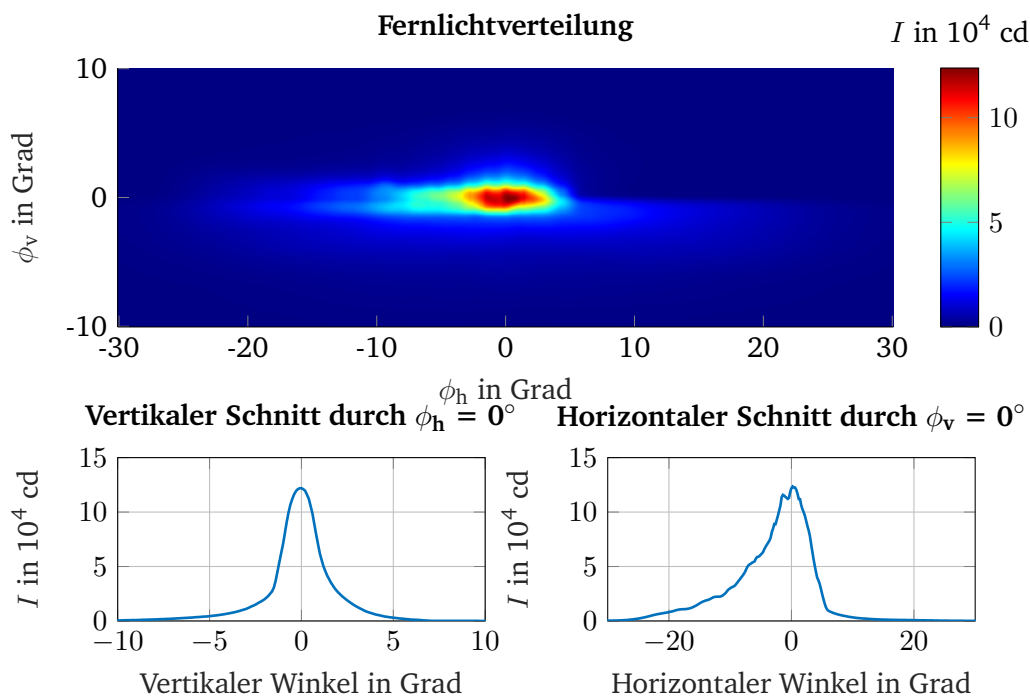 Fernlichtverteilung
I in 10⁴ cd
10
0
-10
ϕᵥ in Grad
-30 -20 -10 0 10 20 30
ϕₕ in Grad
10
5
0
Vertikaler Schnitt durch ϕₕ = 0°
15
10
5
0
I in 10⁴ cd
−10 −5 0 5 10
Vertikaler Winkel in Grad
Horizontaler Schnitt durch ϕᵥ = 0°
15
10
5
0
I in 10⁴ cd
−20 0 20
Horizontaler Winkel in Grad